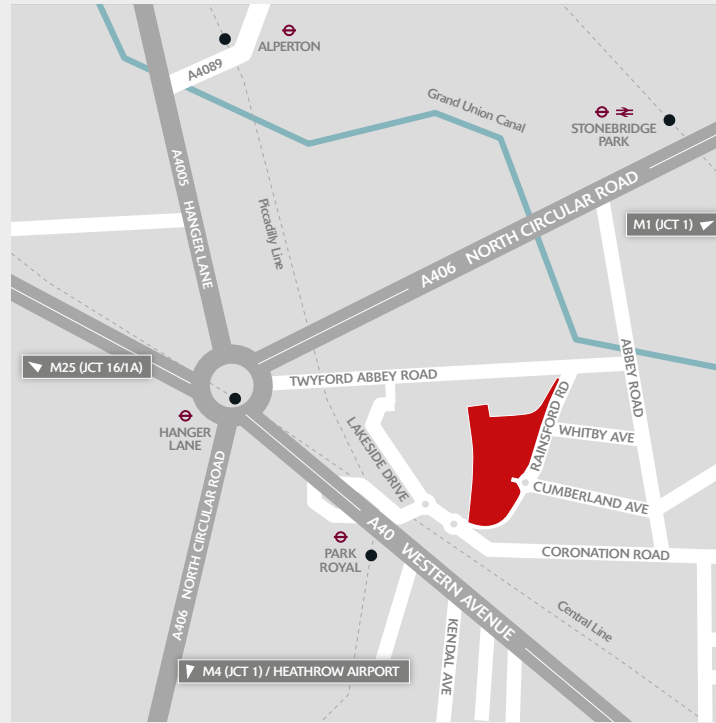 ALPERTON
A4089
Grand Union Canal
STONEBRIDGE
PARK
A4005 HANGER LANE
Piccadilly Line
A406 NORTH CIRCULAR ROAD
M1 (JCT 1)
M25 (JCT 16/1A)
TWYFORD ABBEY ROAD
ABBEY ROAD
RAINSFORD RD
HANGER
LANE
LAKESIDE DRIVE
WHITBY AVE
CUMBERLAND AVE
A406 NORTH CIRCULAR ROAD
PARK
ROYAL
A40 WESTERN AVENUE
CORONATION ROAD
KENDAL AVE
Central Line
M4 (JCT 1) / HEATHROW AIRPORT